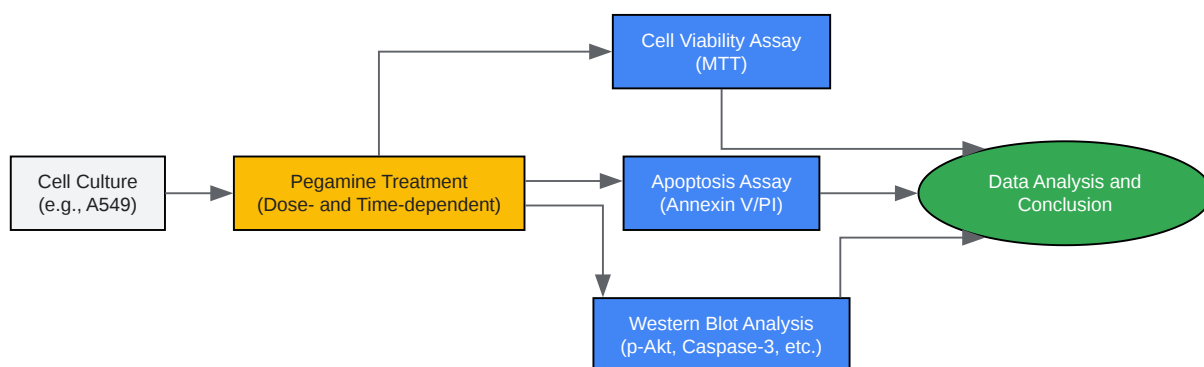 Cell Viability Assay
(MTT)
Cell Culture
(e.g., A549)
Pegamine Treatment
(Dose- and Time-dependent)
Apoptosis Assay
(Annexin V/PI)
Data Analysis and
Conclusion
Western Blot Analysis
(p-Akt, Caspase-3, etc.)